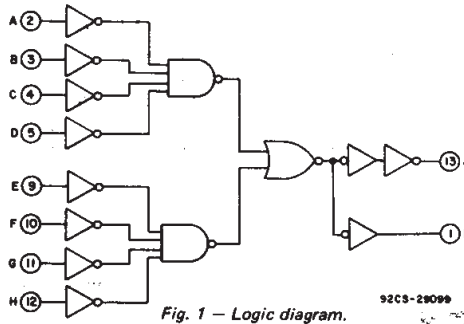 A 2
B 3
C 4
D 5
E 9
F 10
G 11
H 12
13
1
Fig. 1 — Logic diagram.
92CS-29099